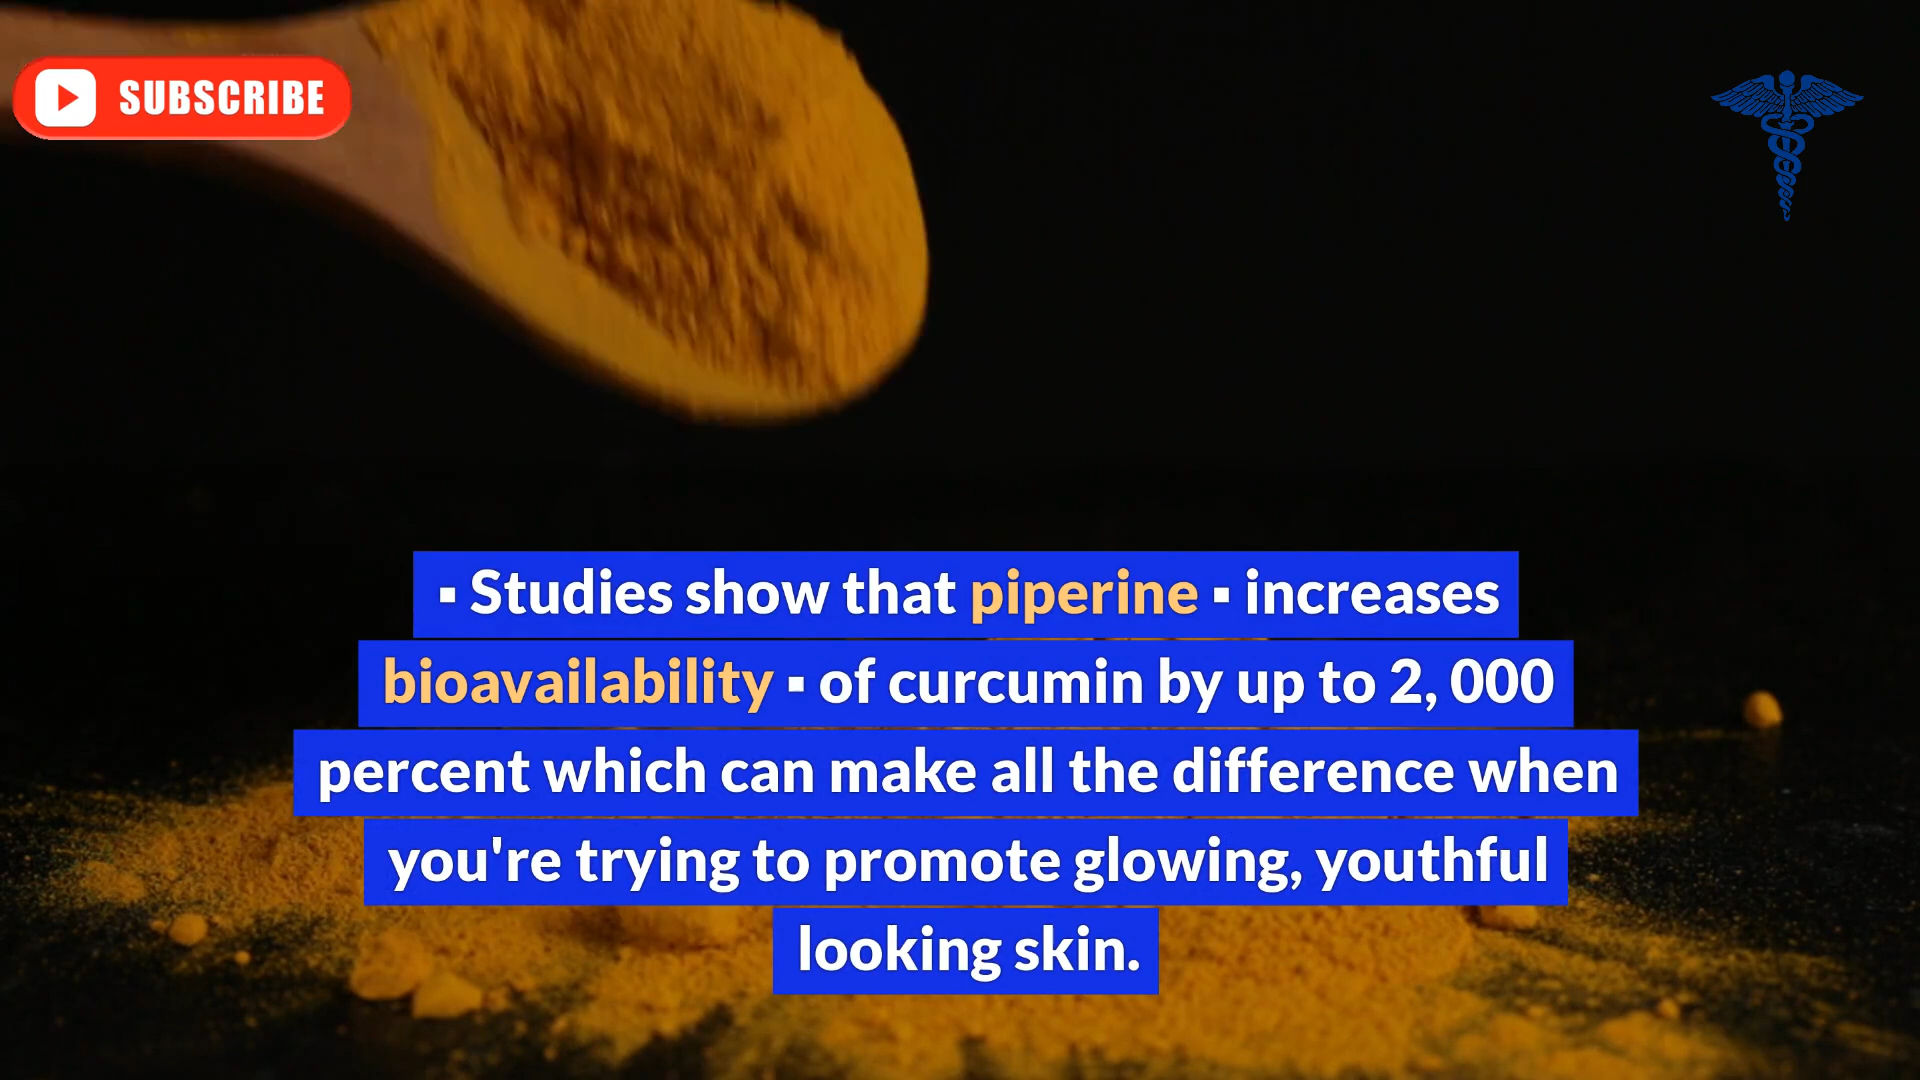 SUBSCRIBE
▪ Studies show that piperine ▪ increases
bioavailability ▪ of curcumin by up to 2, 000
percent which can make all the difference when
you're trying to promote glowing, youthful
looking skin.